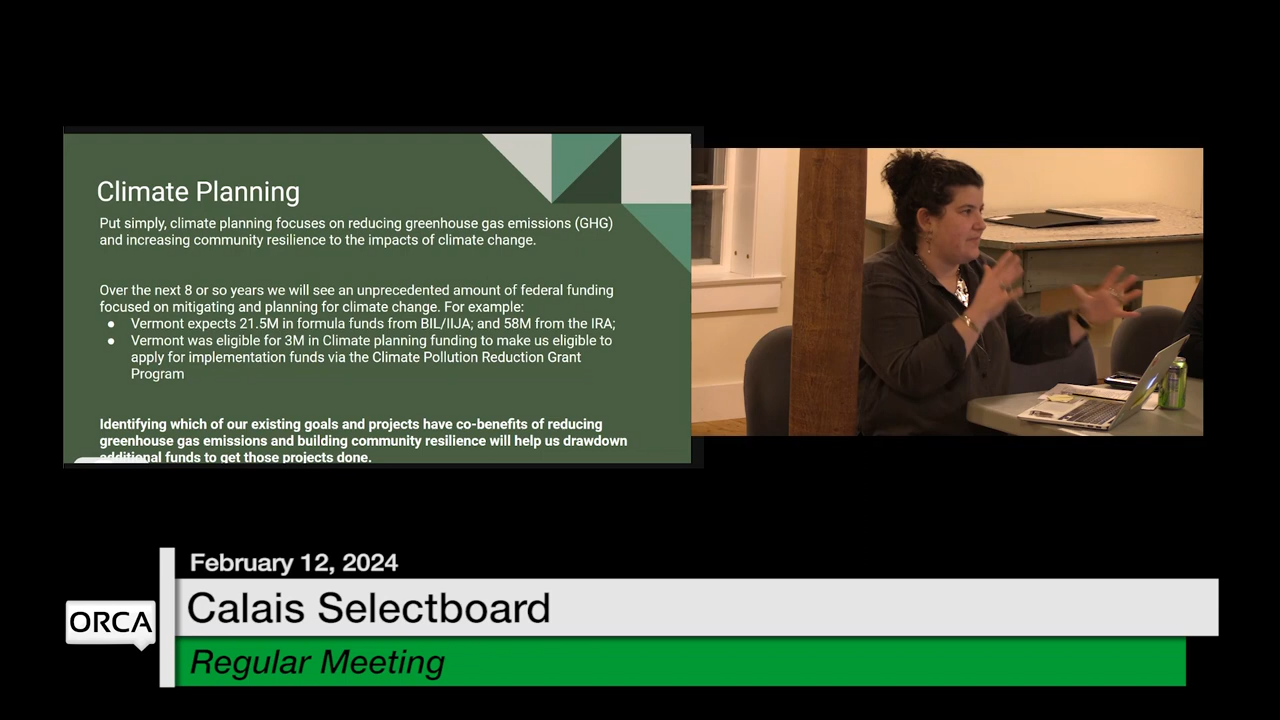 Climate Planning
Put simply, climate planning focuses on reducing greenhouse gas emissions (GHG)
and increasing community resilience to the impacts of climate change.
Over the next 8 or so years we will see an unprecedented amount of federal funding
focused on mitigating and planning for climate change. For example:
● Vermont expects 21.5M in formula funds from BIL/IIJA; and 58M from the IRA;
● Vermont was eligible for 3M in Climate planning funding to make us eligible to
apply for implementation funds via the Climate Pollution Reduction Grant
Program
Identifying which of our existing goals and projects have co-benefits of reducing
greenhouse gas emissions and building community resilience will help us drawdown
additional funds to get those projects done.
February 12, 2024
ORCA
Calais Selectboard
Regular Meeting